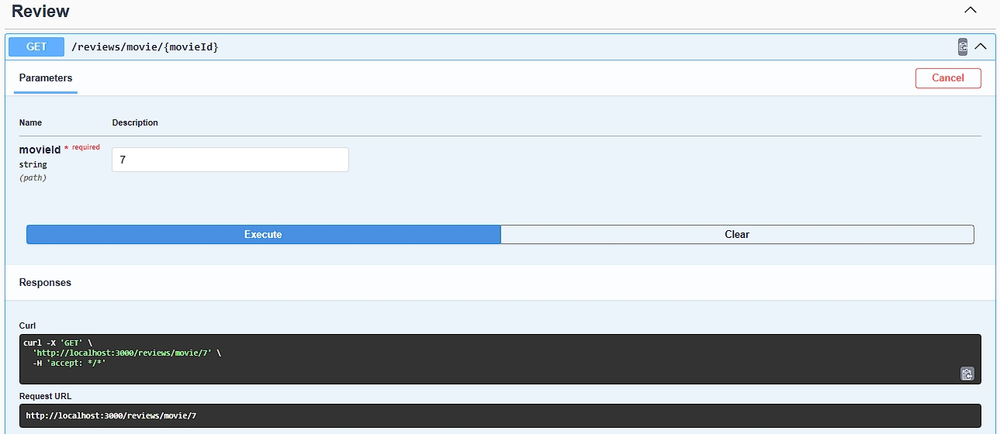 Review
GET /reviews/movie/{movieId}
Parameters Cancel
Name Description
movieId * required 7
string
(path)
Execute Clear
Responses
Curl
curl -X 'GET' \
'http://localhost:3000/reviews/movie/7' \
-H 'accept: */*'
Request URL
http://localhost:3000/reviews/movie/7